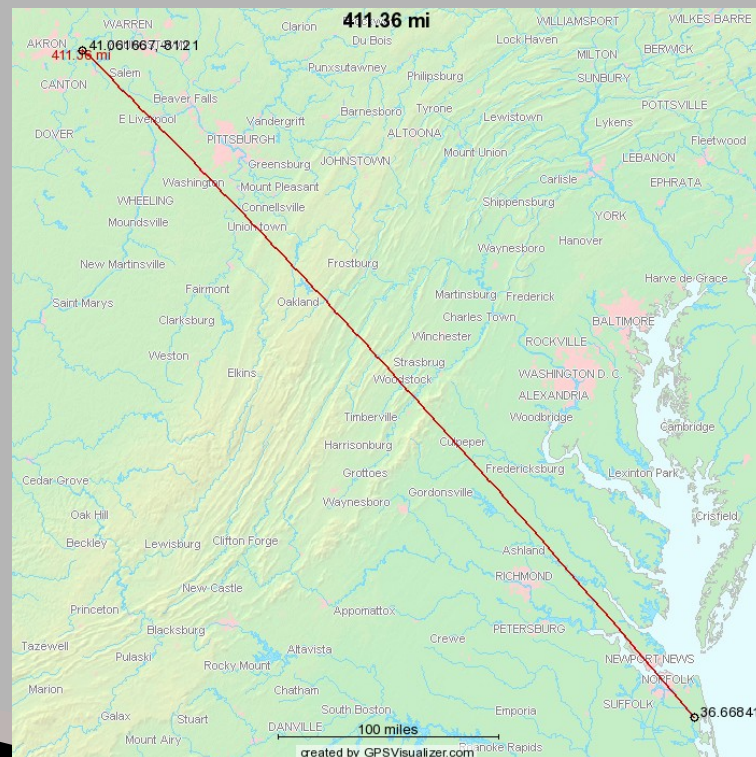 411.36 mi
WARREN
Clarion
Du Bois
WILLIAMSPORT
WILKES-BARRE
AKRON
41.061667,-81.21
411.36 mi
Lock Haven
MILTON
BERWICK
Salem
Punxsutawney
Philipsburg
SUNBURY
CANTON
Beaver Falls
Barnesboro
Tyrone
POTTSVILLE
E Liverpool
Vandergrift
Lewistown
Lykens
DOVER
PITTSBURGH
ALTOONA
Fleetwood
Greensburg
JOHNSTOWN
Mount Union
LEBANON
Washington
Mount Pleasant
Carlisle
EPHRATA
WHEELING
Connellsville
Shippensburg
YORK
Moundsville
Uniontown
Waynesboro
Hanover
New Martinsville
Frostburg
Harve de Grace
Fairmont
Martinsburg
Frederick
Saint Marys
Oakland
Charles Town
BALTIMORE
Clarksburg
Winchester
ROCKVILLE
Weston
Strasbrug
Elkins
Woodstock
WASHINGTON D. C.
ALEXANDRIA
Timberville
Woodbridge
Cambridge
Harrisonburg
Culpeper
Cedar Grove
Grottoes
Fredericksburg
Lexinton Park
Waynesboro
Gordonsville
Oak Hill
Crisfield
Beckley
Lewisburg
Clifton Forge
Ashland
New Castle
RICHMOND
Princeton
Appomattox
Blacksburg
PETERSBURG
Tazewell
Pulaski
Altavista
Crewe
Rocky Mount
NEWPORT NEWS
Marion
Chatham
NORFOLK
SUFFOLK
Galax
Stuart
South Boston
Emporia
36.6684
Mount Airy
DANVILLE
100 miles
Roanoke Rapids
created by GPSVisualizer.com